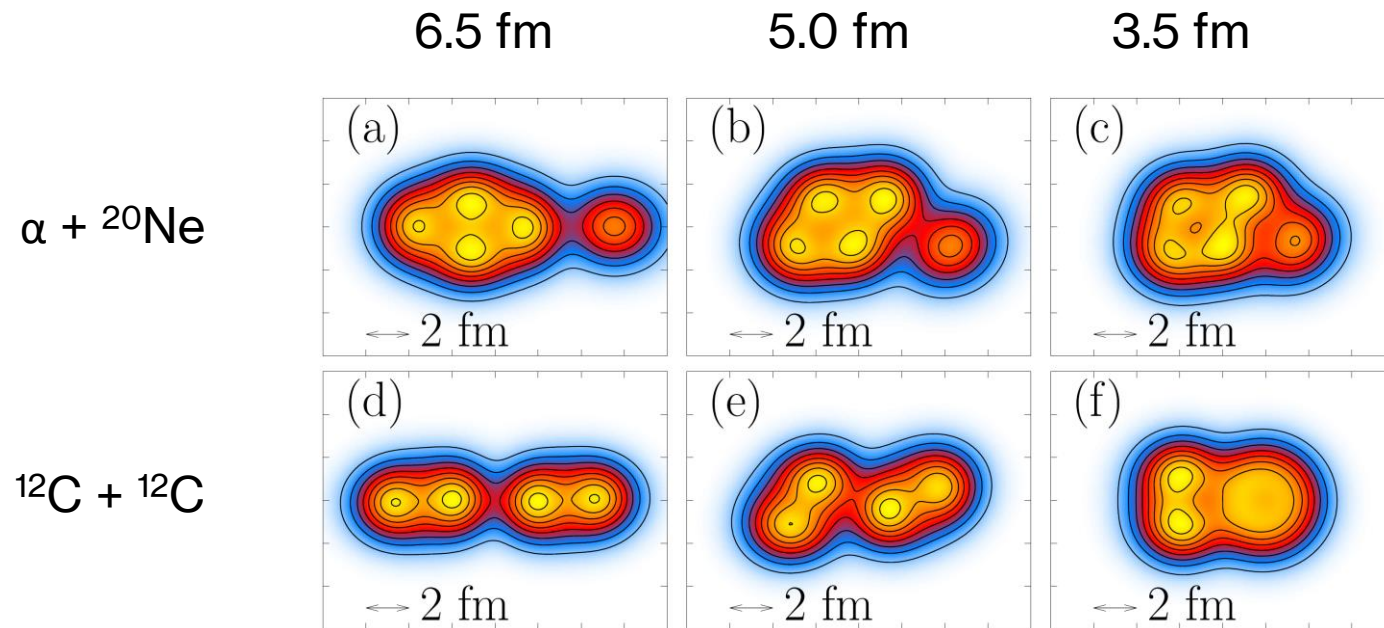 6.5 fm 5.0 fm 3.5 fm
α + ²⁰Ne
(a) (b) (c)
2 fm 2 fm 2 fm
¹²C + ¹²C
(d) (e) (f)
2 fm 2 fm 2 fm